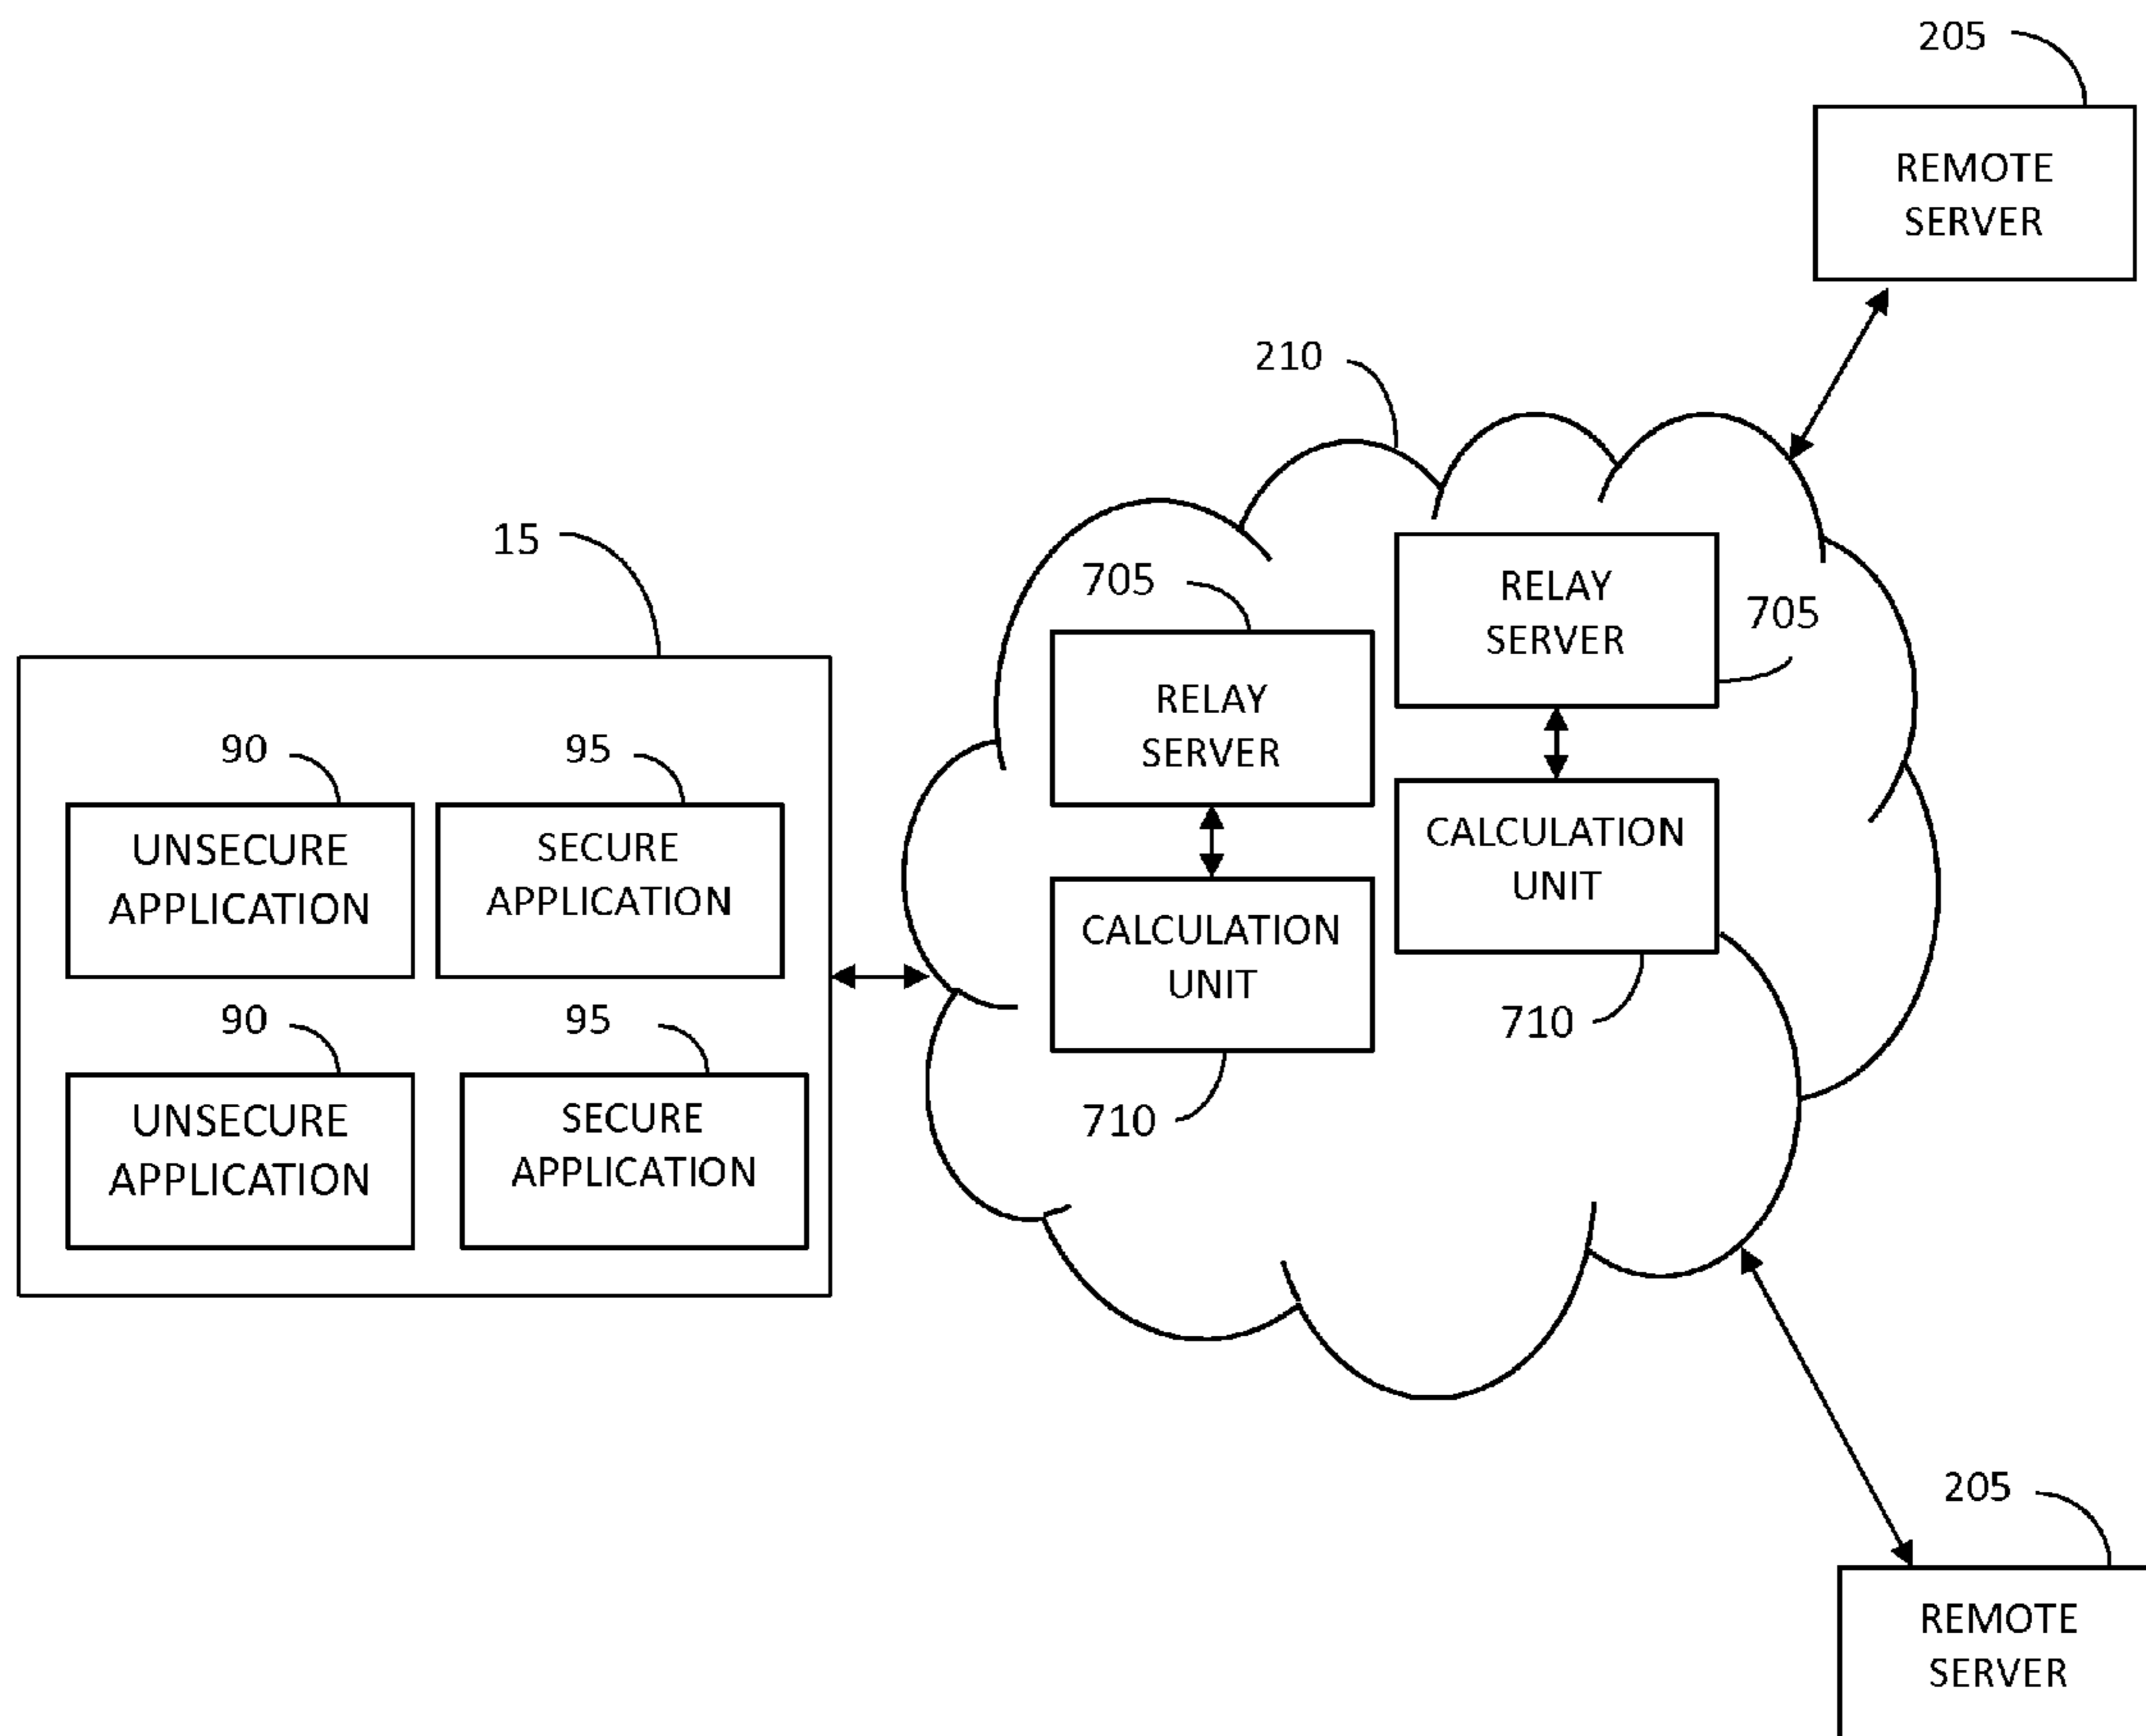 205
REMOTE
SERVER
210
15
705
RELAY
SERVER
705
RELAY
SERVER
90
UNSECURE
APPLICATION
95
SECURE
APPLICATION
CALCULATION
UNIT
710
CALCULATION
UNIT
710
90
UNSECURE
APPLICATION
95
SECURE
APPLICATION
205
REMOTE
SERVER